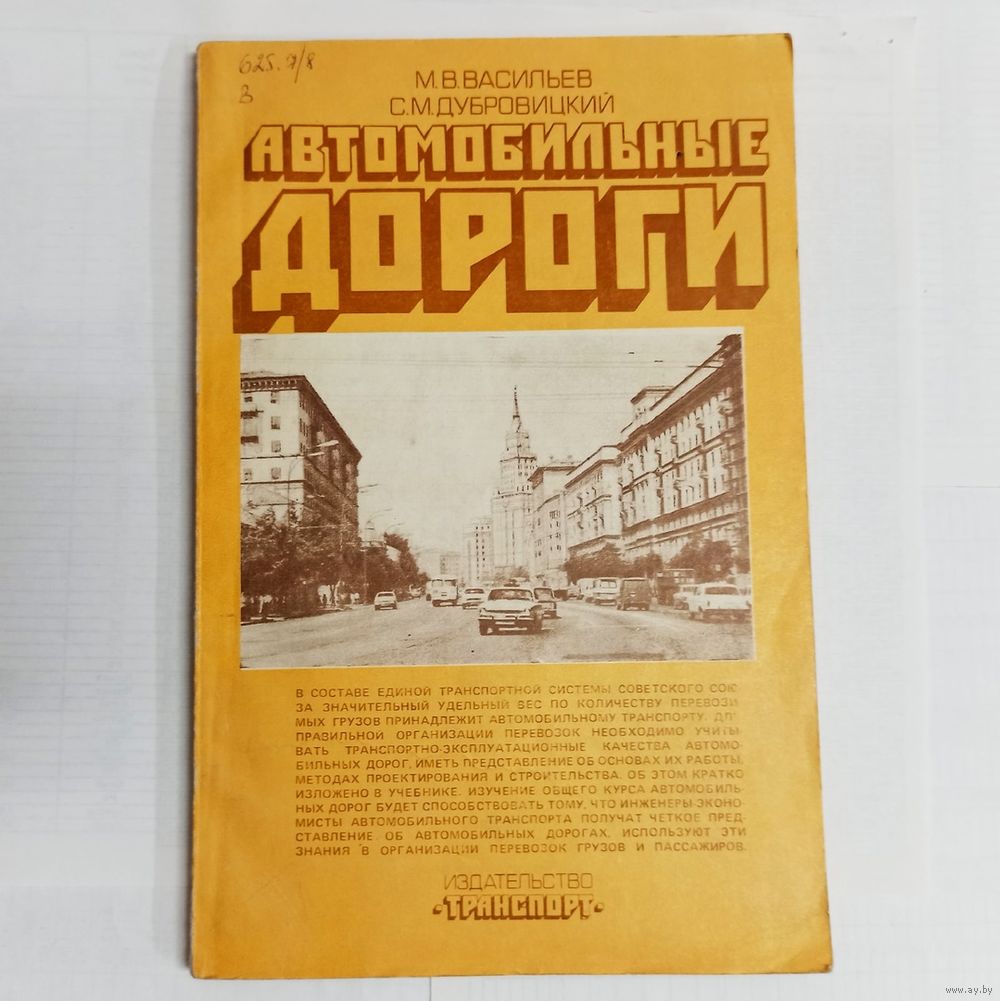 625.7/8
В
М.В.ВАСИЛЬЕВ
С.М.ДУБРОВИЦКИЙ
АВТОМОБИЛЬНЫЕ
ДОРОГИ
В СОСТАВЕ ЕДИНОЙ ТРАНСПОРТНОЙ СИСТЕМЫ СОВЕТСКОГО СОЮ
ЗА ЗНАЧИТЕЛЬНЫЙ УДЕЛЬНЫЙ ВЕС ПО КОЛИЧЕСТВУ ПЕРЕВОЗИ
МЫХ ГРУЗОВ ПРИНАДЛЕЖИТ АВТОМОБИЛЬНОМУ ТРАНСПОРТУ.
ПРАВИЛЬНОЙ ОРГАНИЗАЦИИ ПЕРЕВОЗОК НЕОБХОДИМО УЧИТЫ
ВАТЬ ТРАНСПОРТНО-ЭКСПЛУАТАЦИОННЫЕ КАЧЕСТВА АВТОМО-
БИЛЬНЫХ ДОРОГ, ИМЕТЬ ПРЕДСТАВЛЕНИЕ ОБ ОСНОВАХ ИХ РАБОТЫ,
МЕТОДАХ ПРОЕКТИРОВАНИЯ И СТРОИТЕЛЬСТВА. ОБ ЭТОМ КРАТКО
ИЗЛОЖЕНО В УЧЕБНИКЕ. ИЗУЧЕНИЕ ОБЩЕГО КУРСА АВТОМОБИЛЬ-
НЫХ ДОРОГ БУДЕТ СПОСОБСТВОВАТЬ ТОМУ, ЧТО ИНЖЕНЕРЫ-ЭКОНО-
МИСТЫ АВТОМОБИЛЬНОГО ТРАНСПОРТА ПОЛУЧАТ ЧЕТКОЕ ПРЕД-
СТАВЛЕНИЕ ОБ АВТОМОБИЛЬНЫХ ДОРОГАХ, ИСПОЛЬЗУЮТ ЭТИ
ЗНАНИЯ В ОРГАНИЗАЦИИ ПЕРЕВОЗОК ГРУЗОВ И ПАССАЖИРОВ.
ИЗДАТЕЛЬСТВО
«ТРАНСПОРТ»
www.ay.by